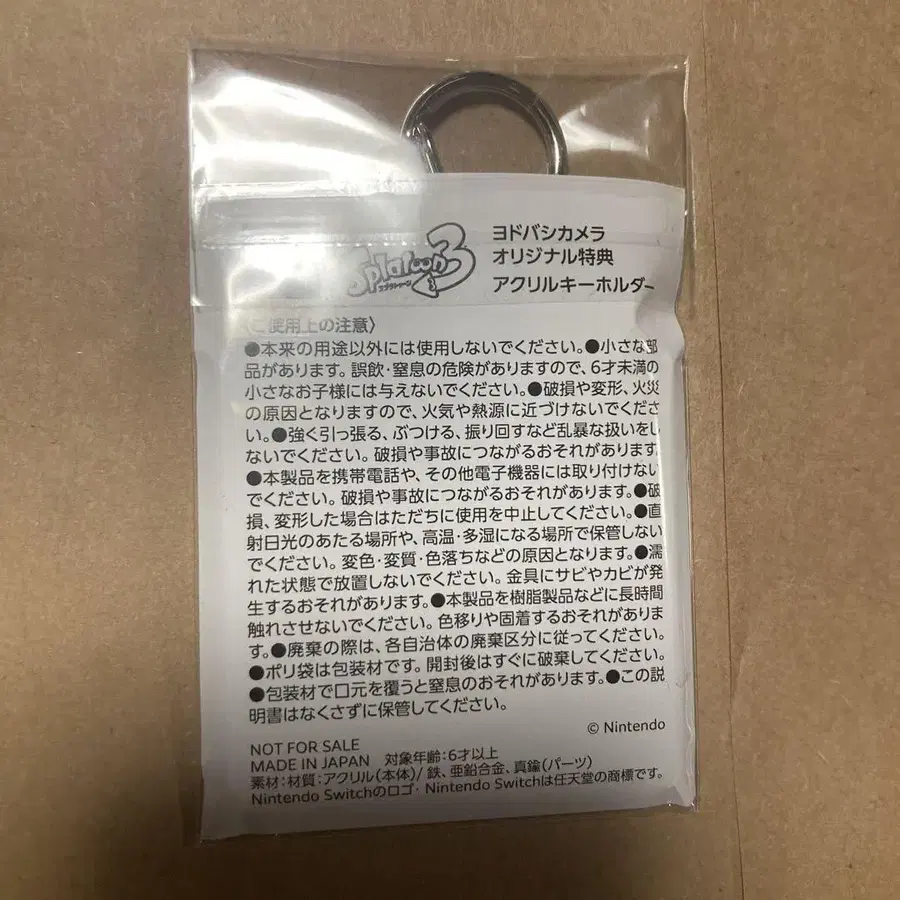 Splatoon 3
スプラトゥーン
ヨドバシカメラ
オリジナル特典
アクリルキーホルダー
〈ご使用上の注意〉
●本来の用途以外には使用しないでください。●小さな部
品があります。誤飲・窒息の危険がありますので、6才未満の
小さなお子様には与えないでください。●破損や変形、火災
の原因となりますので、火気や熱源に近づけないでくださ
い。●強く引っ張る、ぶつける、振り回すなど乱暴な扱いをし
ないでください。破損や事故につながるおそれがあります。
●本製品を携帯電話や、その他電子機器には取り付けない
でください。破損や事故につながるおそれがあります。●破
損、変形した場合はただちに使用を中止してください。●直
射日光のあたる場所や、高温・多湿になる場所で保管しない
でください。変色・変質・色落ちなどの原因となります。●濡
れた状態で放置しないでください。金具にサビやカビが発
生するおそれがあります。●本製品を樹脂製品などに長時間
触れさせないでください。色移りや固着するおそれがありま
す。●廃棄の際は、各自治体の廃棄区分に従ってください。
●ポリ袋は包装材です。開封後はすぐに破棄してください。
●包装材で口元を覆うと窒息のおそれがあります。●この説
明書はなくさずに保管してください。
© Nintendo
NOT FOR SALE
MADE IN JAPAN 対象年齢:6才以上
素材:材質:アクリル(本体)/ 鉄、亜鉛合金、真鍮(パーツ)
Nintendo Switchのロゴ・Nintendo Switchは任天堂の商標です。